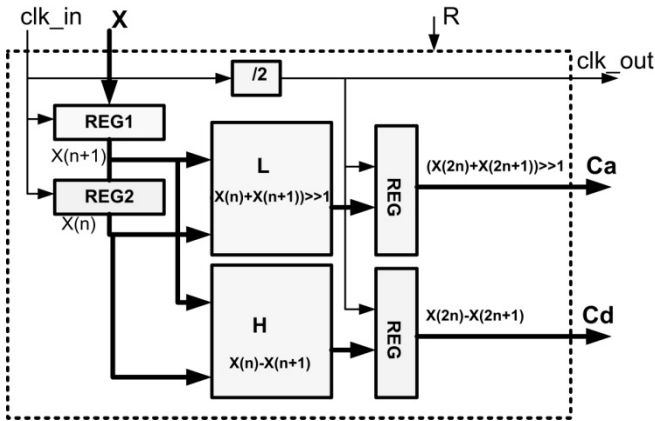 clk_in
X
R
clk_out
/2
REG1
X(n+1)
REG2
X(n)
L
X(n)+X(n+1))>>1
REG
(X(2n)+X(2n+1))>>1
Ca
H
X(n)-X(n+1)
REG
X(2n)-X(2n+1)
Cd